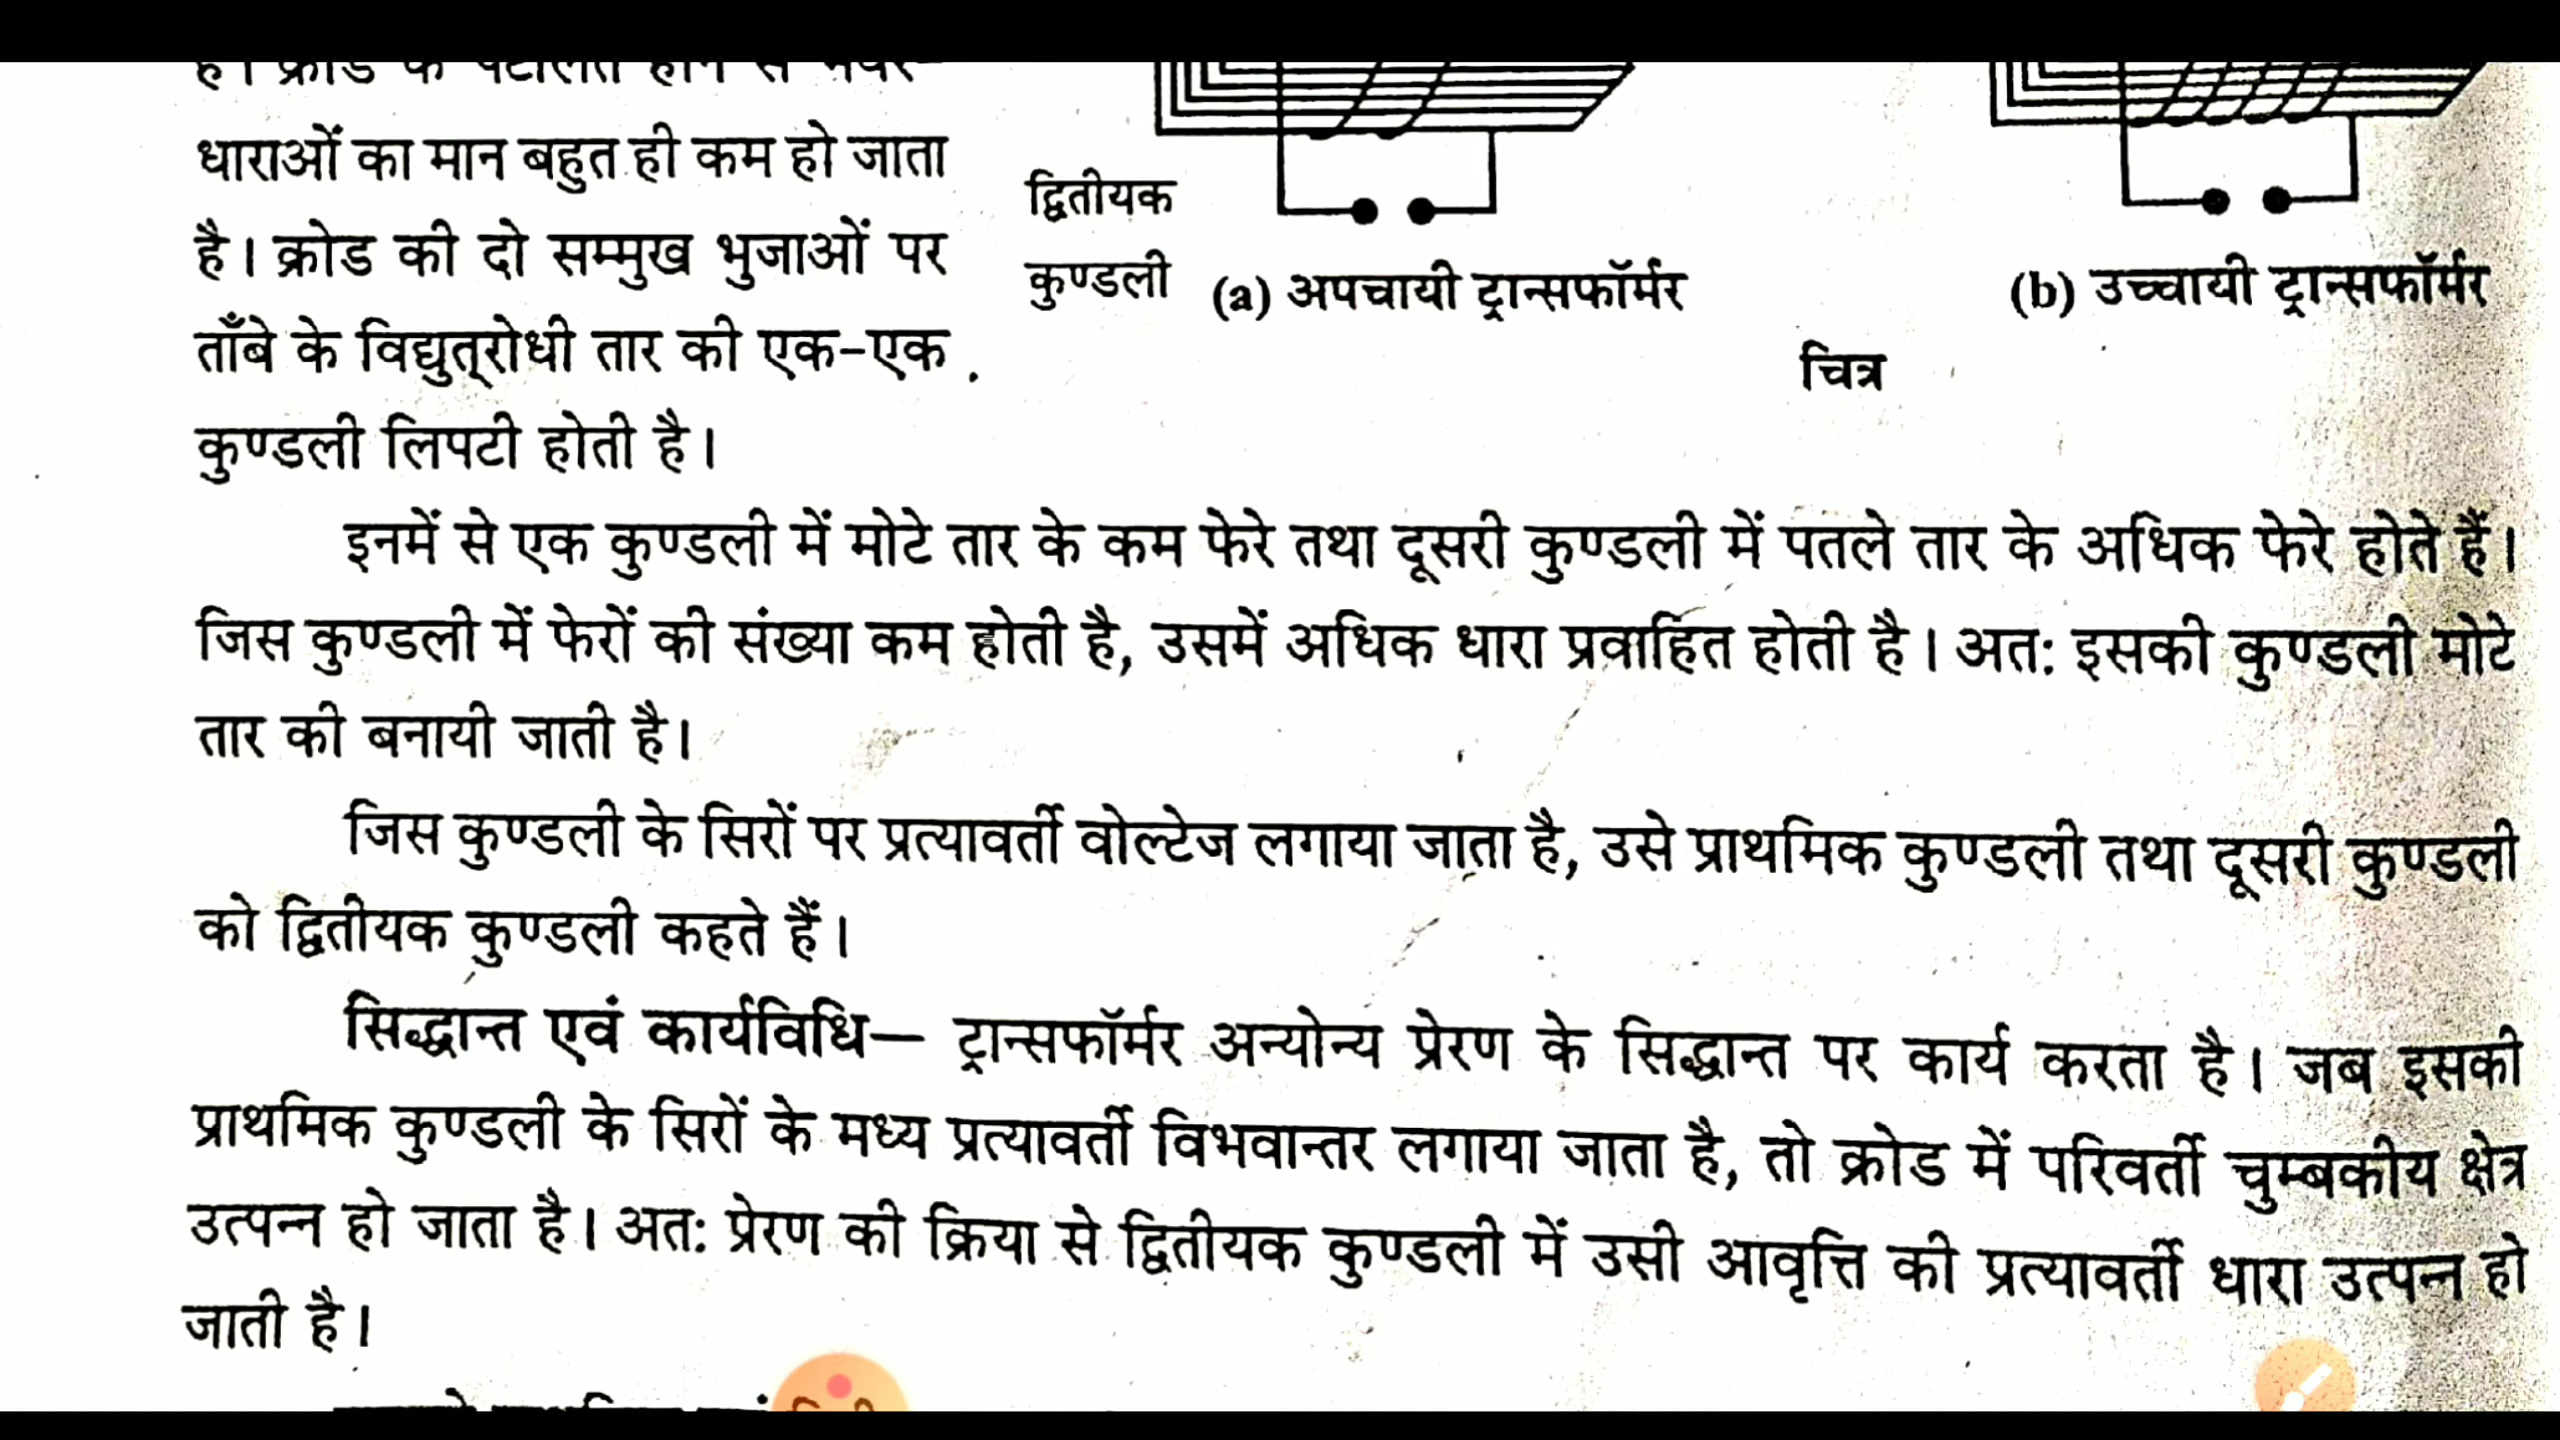 धाराओं का मान बहुत ही कम हो जाता
है। क्रोड की दो सम्मुख भुजाओं पर
ताँबे के विद्युत्‌रोधी तार की एक-एक
कुण्डली लिपटी होती है।
द्वितीयक
कुण्डली
(a) अपचायी ट्रान्सफॉर्मर
(b) उच्चायी ट्रान्सफॉर्मर
चित्र
इनमें से एक कुण्डली में मोटे तार के कम फेरे तथा दूसरी कुण्डली में पतले तार के अधिक फेरे होते हैं।
जिस कुण्डली में फेरों की संख्या कम होती है, उसमें अधिक धारा प्रवाहित होती है। अतः इसकी कुण्डली मोटे
तार की बनायी जाती है।
जिस कुण्डली के सिरों पर प्रत्यावर्ती वोल्टेज लगाया जाता है, उसे प्राथमिक कुण्डली तथा दूसरी कुण्डली
को द्वितीयक कुण्डली कहते हैं।
सिद्धान्त एवं कार्यविधि— ट्रान्सफॉर्मर अन्योन्य प्रेरण के सिद्धान्त पर कार्य करता है। जब इसकी
प्राथमिक कुण्डली के सिरों के मध्य प्रत्यावर्ती विभवान्तर लगाया जाता है, तो क्रोड में परिवर्ती चुम्बकीय क्षेत्र
उत्पन्न हो जाता है। अतः प्रेरण की क्रिया से द्वितीयक कुण्डली में उसी आवृत्ति की प्रत्यावर्ती धारा उत्पन्न हो
जाती है।